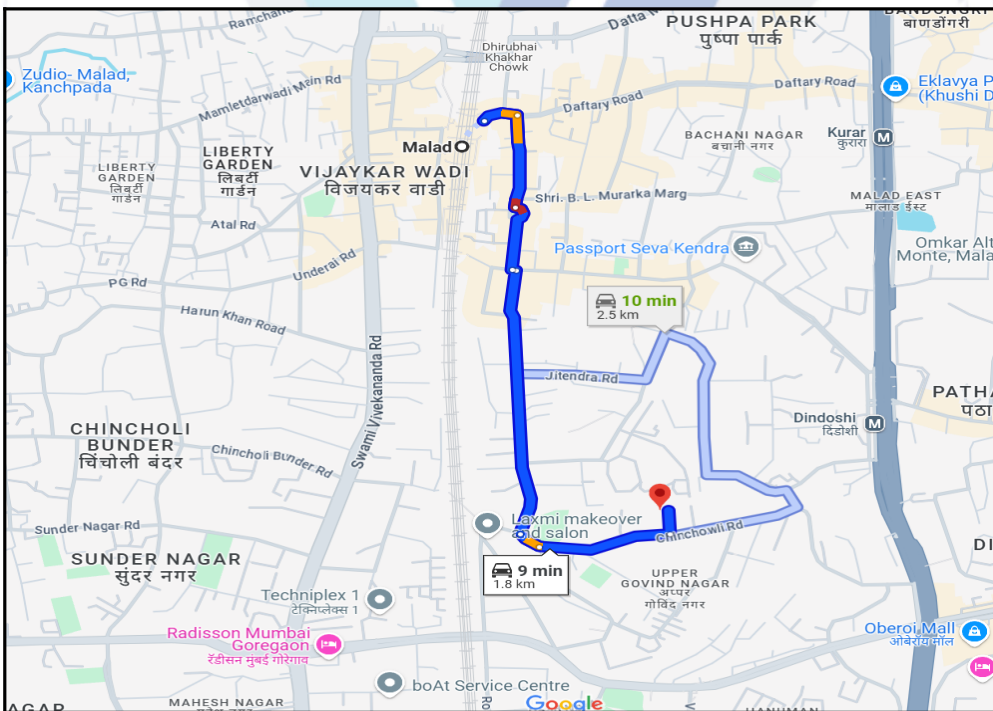 Ramchand
Datta M
PUSHPA PARK
पुष्पा पार्क
BANDONGRI
बाणडोंगरी
Dhirubhai
Khakhar
Chowk
Zudio- Malad,
Kanchpada
Mamletdarwadi Main Rd
Daftary Road
Daftary Road
Eklavya P
(Khushi D
Malad
BACHANI NAGAR
बचानी नगर
Kurar
कुरारा
M
LIBERTY
GARDEN
लिबर्टी
गार्डन
LIBERTY
GARDEN
लिबर्टी
गार्डन
VIJAYKAR WADI
विजयकर वाडी
Shri. B. L. Murarka Marg
MALAD EAST
मालाड ईस्ट
Atal Rd
Passport Seva Kendra
Omkar Alt
Monte, Mala
Underai Rd
PG Rd
10 min
2.5 km
Harun Khan Road
Swami Vivekananda Rd
Jitendra Rd
PATHA
पठा
Dindoshi
दिंडोशी
M
CHINCHOLI
BUNDER
चिंचोली बंदर
Chincholi Bunder Rd
Sunder Nagar Rd
Laxmi makeover
and salon
Chinchowli Rd
DI
SUNDER NAGAR
सुंदर नगर
9 min
1.8 km
UPPER
GOVIND NAGAR
अप्पर
गोविंद नगर
Techniplex 1
टेक्निप्लेक्स 1
Radisson Mumbai
Goregaon
रॅडीसन मुंबई गोरेगाव
Oberoi Mall
ओबेरॉय मॉल
boAt Service Centre
Google
AGAR
MAHESH NAGAR
Ro
V
HANUMAN